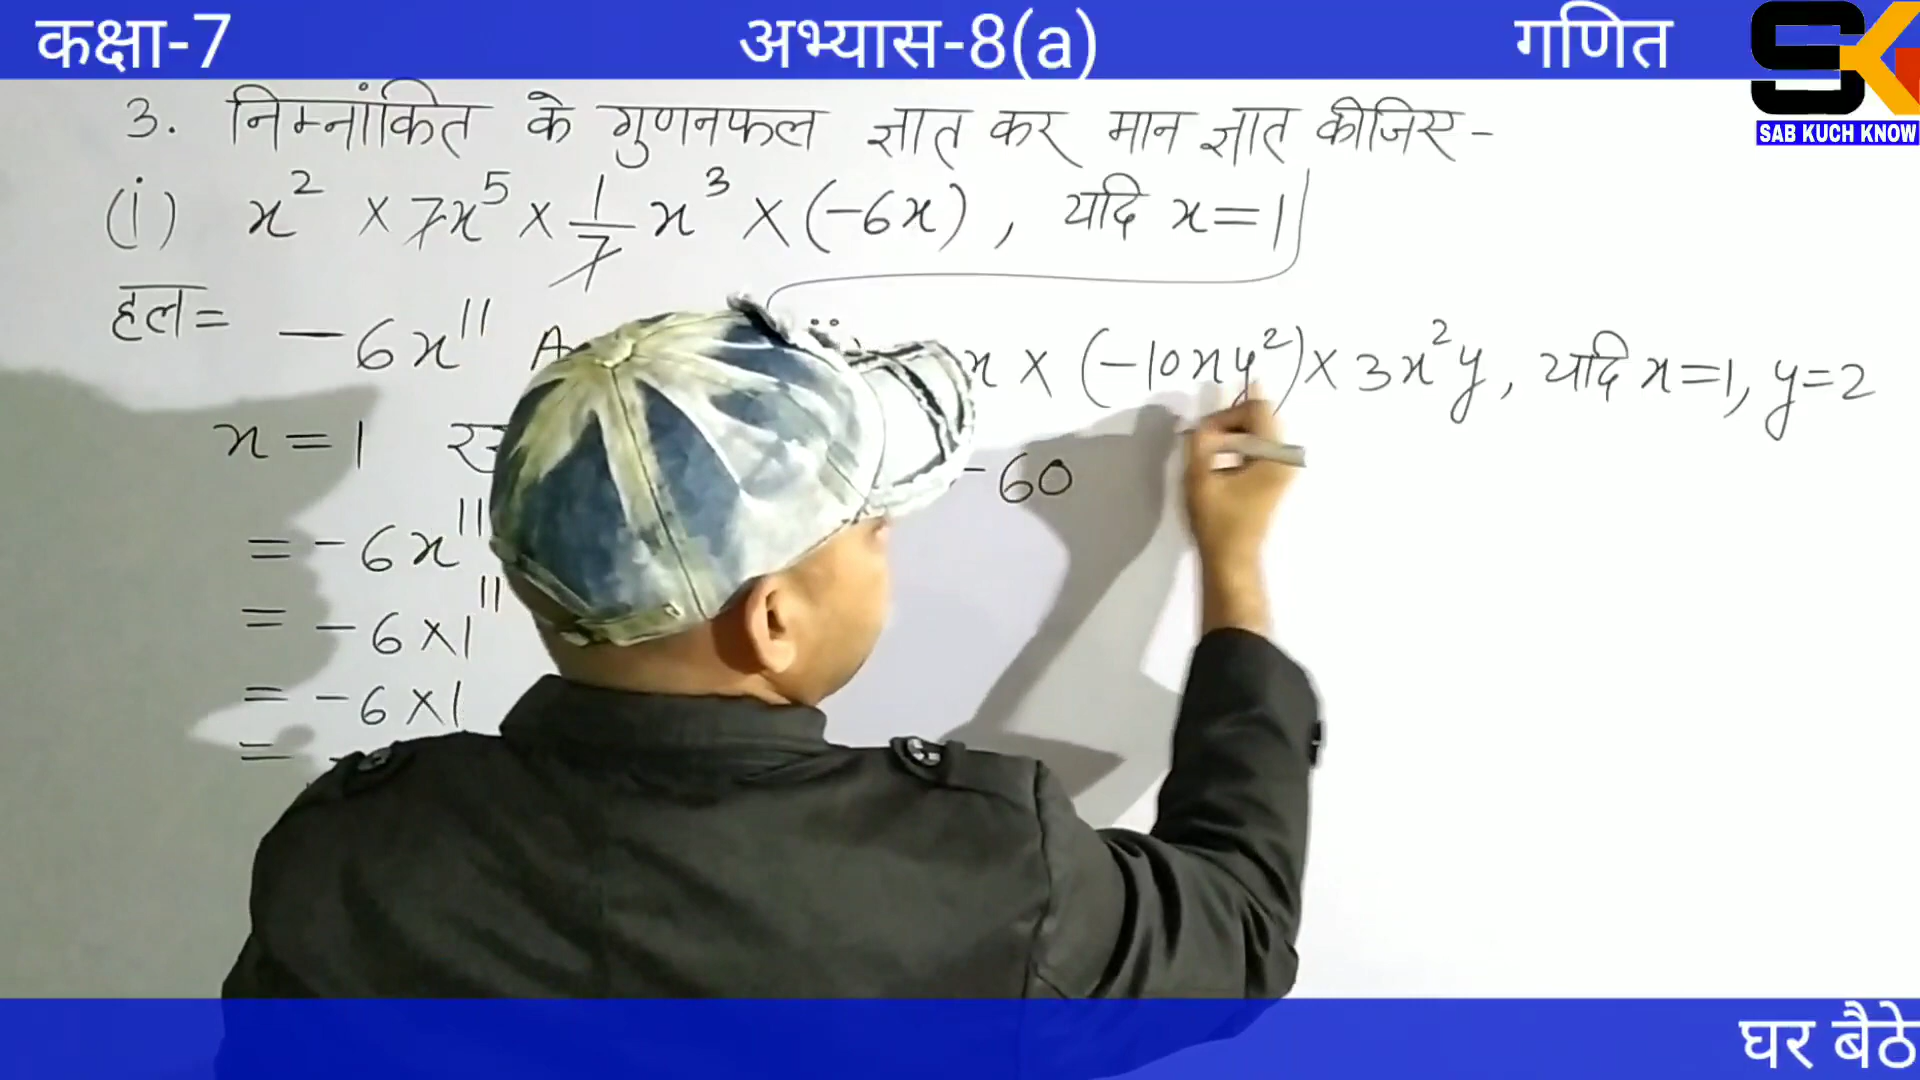 कक्षा-7 अभ्यास-8(a) गणित
SK
SAB KUCH KNOW
3. निम्नांकित के गुणनफल ज्ञात कर मान ज्ञात कीजिए -
(i) x² × 7x⁵ × 1/7 x³ × (-6x), यदि x=1
हल= -6x¹¹
x × (-10xy²) × 3x²y, यदि x=1, y=2
x = 1
-60
= -6x¹¹
= -6×1¹¹
= -6×1
= -
घर बैठे